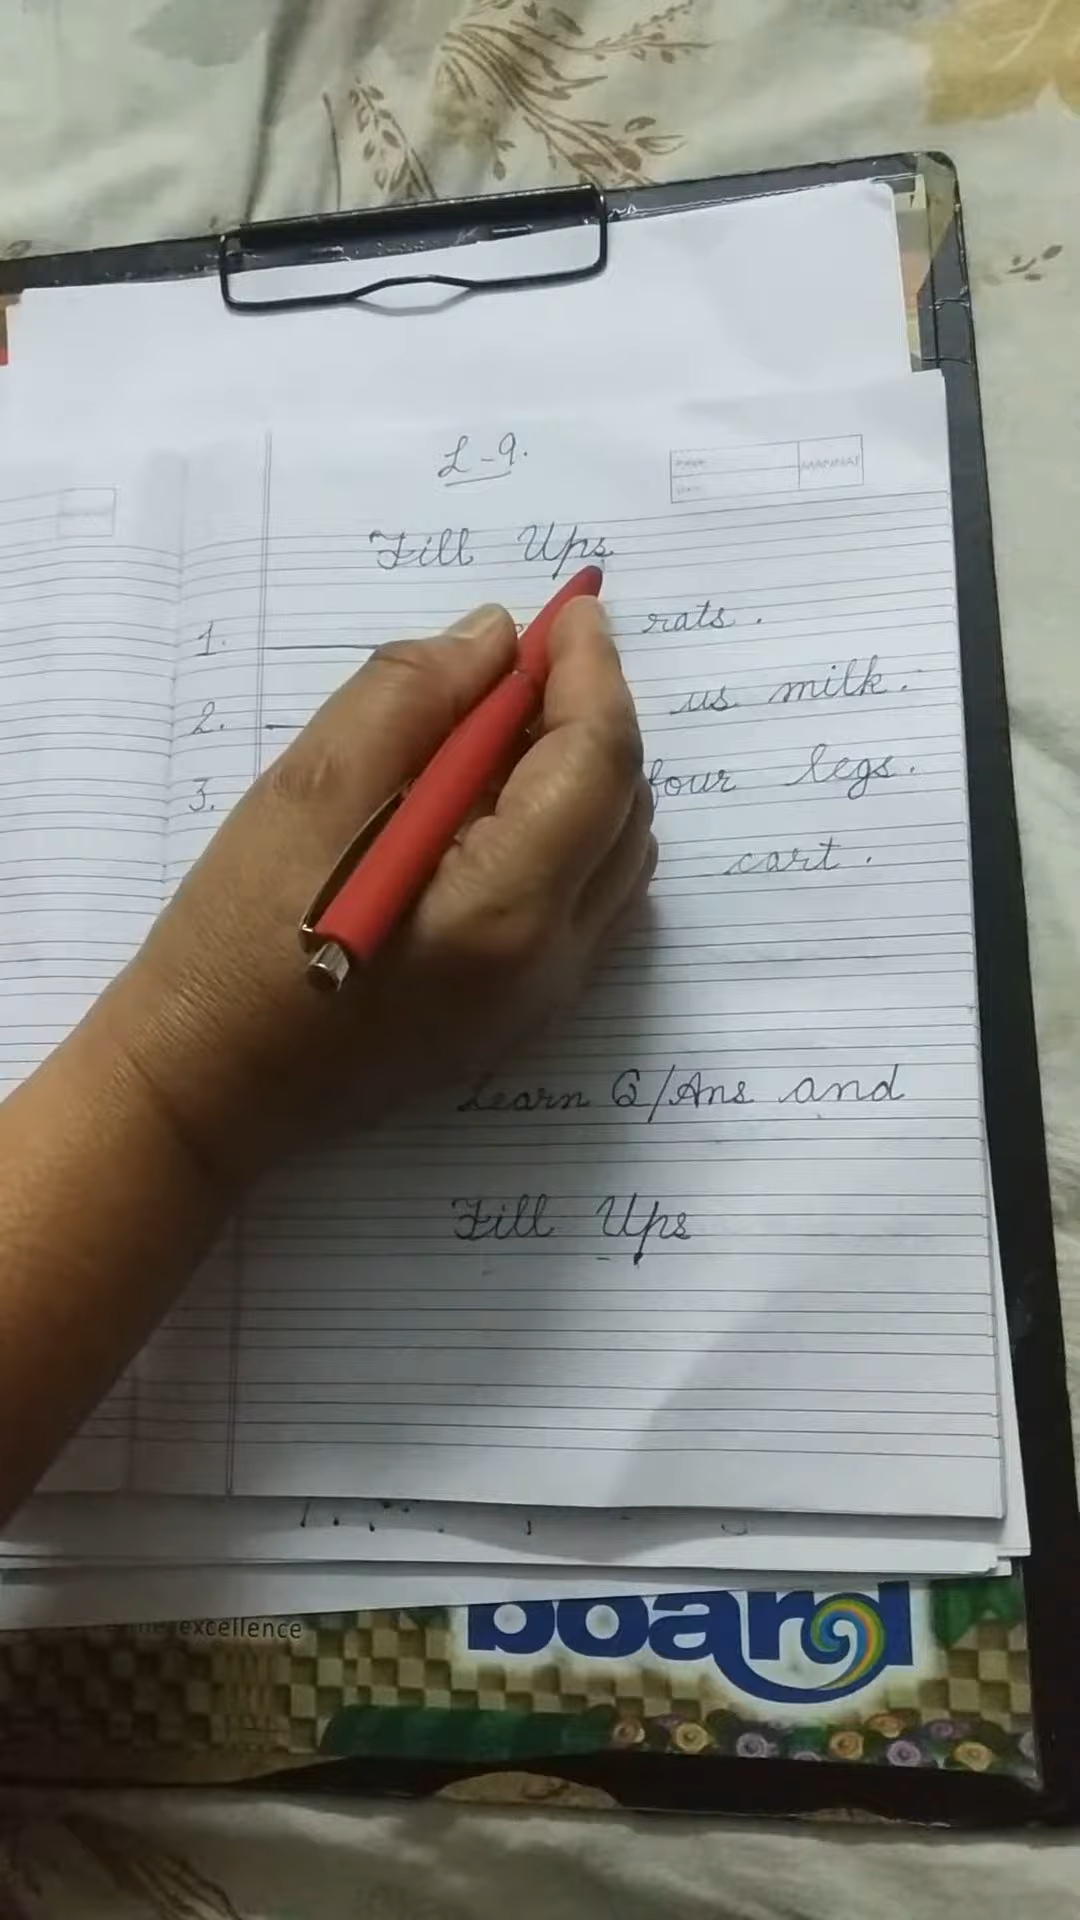 L-9.
MANNAT
Fill Ups
1. rats.
2. us milk.
3. four legs.
cart.
Learn Q/Ans and
Fill Ups
excellence
board